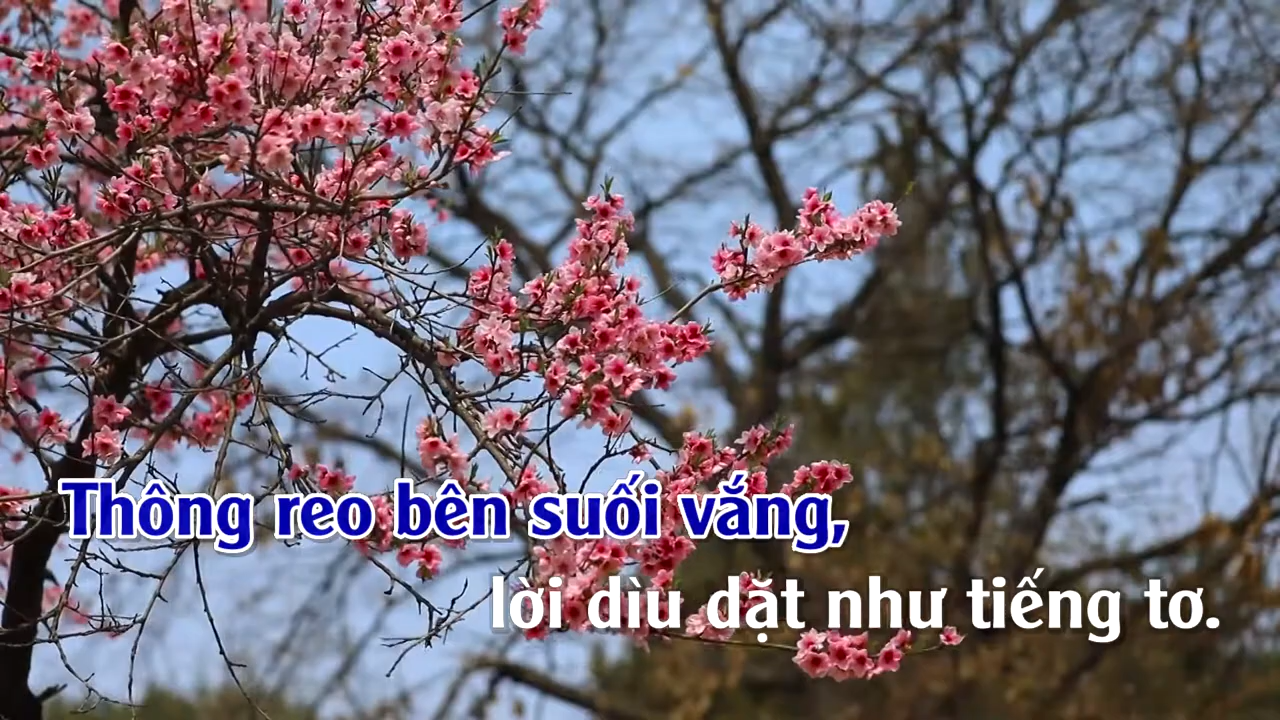 Thông reo bên suối vắng,
lời dìu dặt như tiếng tơ.